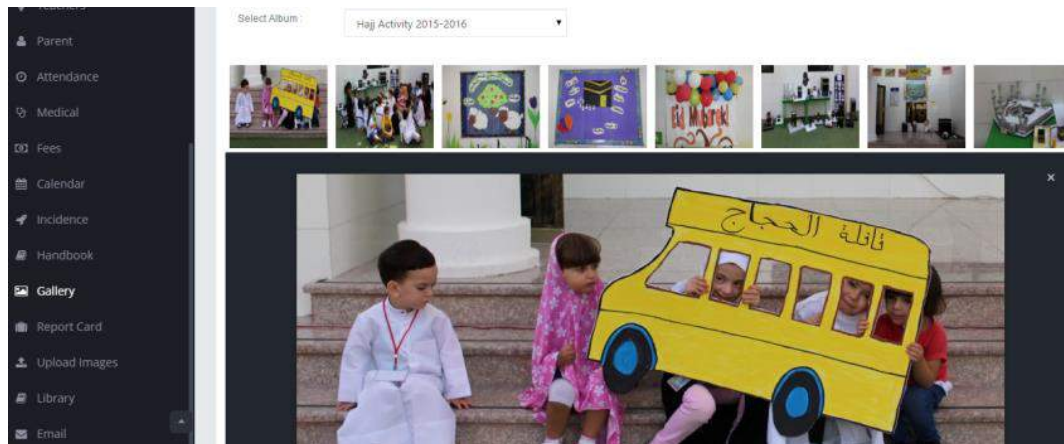 Teachers
Parent
Attendance
Medical
Fees
Calendar
Incidence
Handbook
Gallery
Report Card
Upload Images
Library
Email
Select Album :
Hajj Activity 2015-2016
Eid Mubarak
قافلة الحجاج